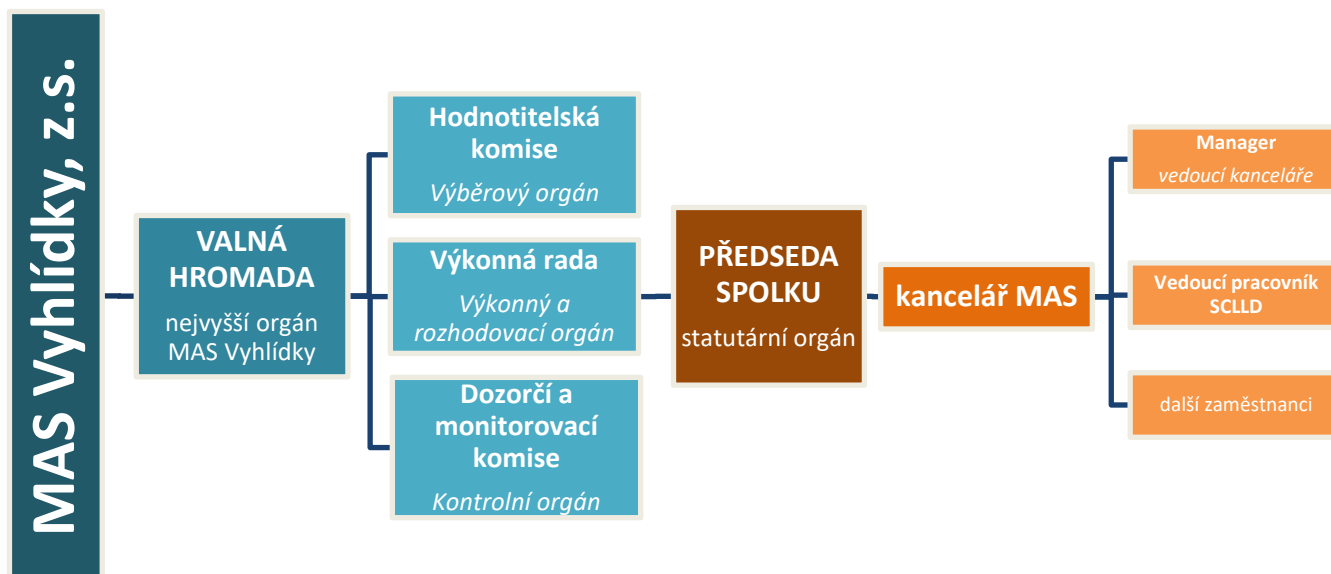 MAS Vyhlídky, z.s.
VALNÁ
HROMADA
nejvyšší orgán
MAS Vyhlídky
Hodnotitelská
komise
Výběrový orgán
Výkonná rada
Výkonný a
rozhodovací orgán
Dozorčí a
monitorovací
komise
Kontrolní orgán
PŘEDSEDA
SPOLKU
statutární orgán
kancelář MAS
Manager
vedoucí kanceláře
Vedoucí pracovník
SCLLD
další zaměstnanci